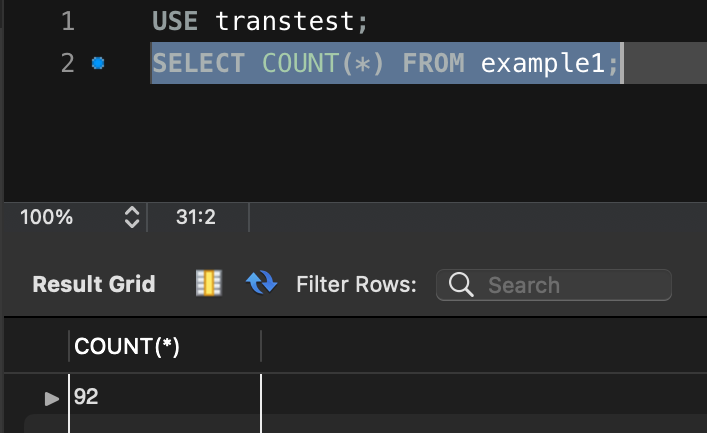 1 USE transtest;
2 SELECT COUNT(*) FROM example1;
100% 31:2
Result Grid Filter Rows: Search
COUNT(*)
92